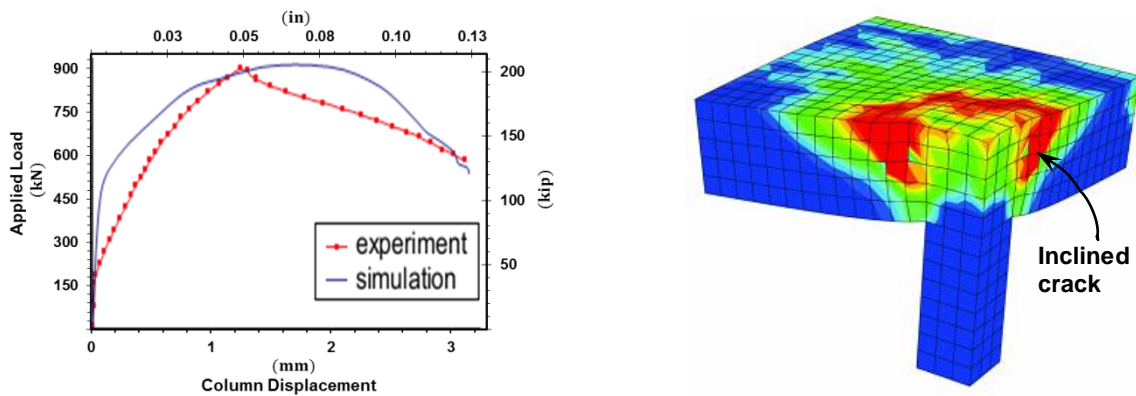 (in)
0.03 0.05 0.08 0.10 0.13
900
750
600
450
300
150
Applied Load
(kN)
200
150
100
50
(kip)
experiment
simulation
0 1 2 3
(mm)
Column Displacement
Inclined
crack